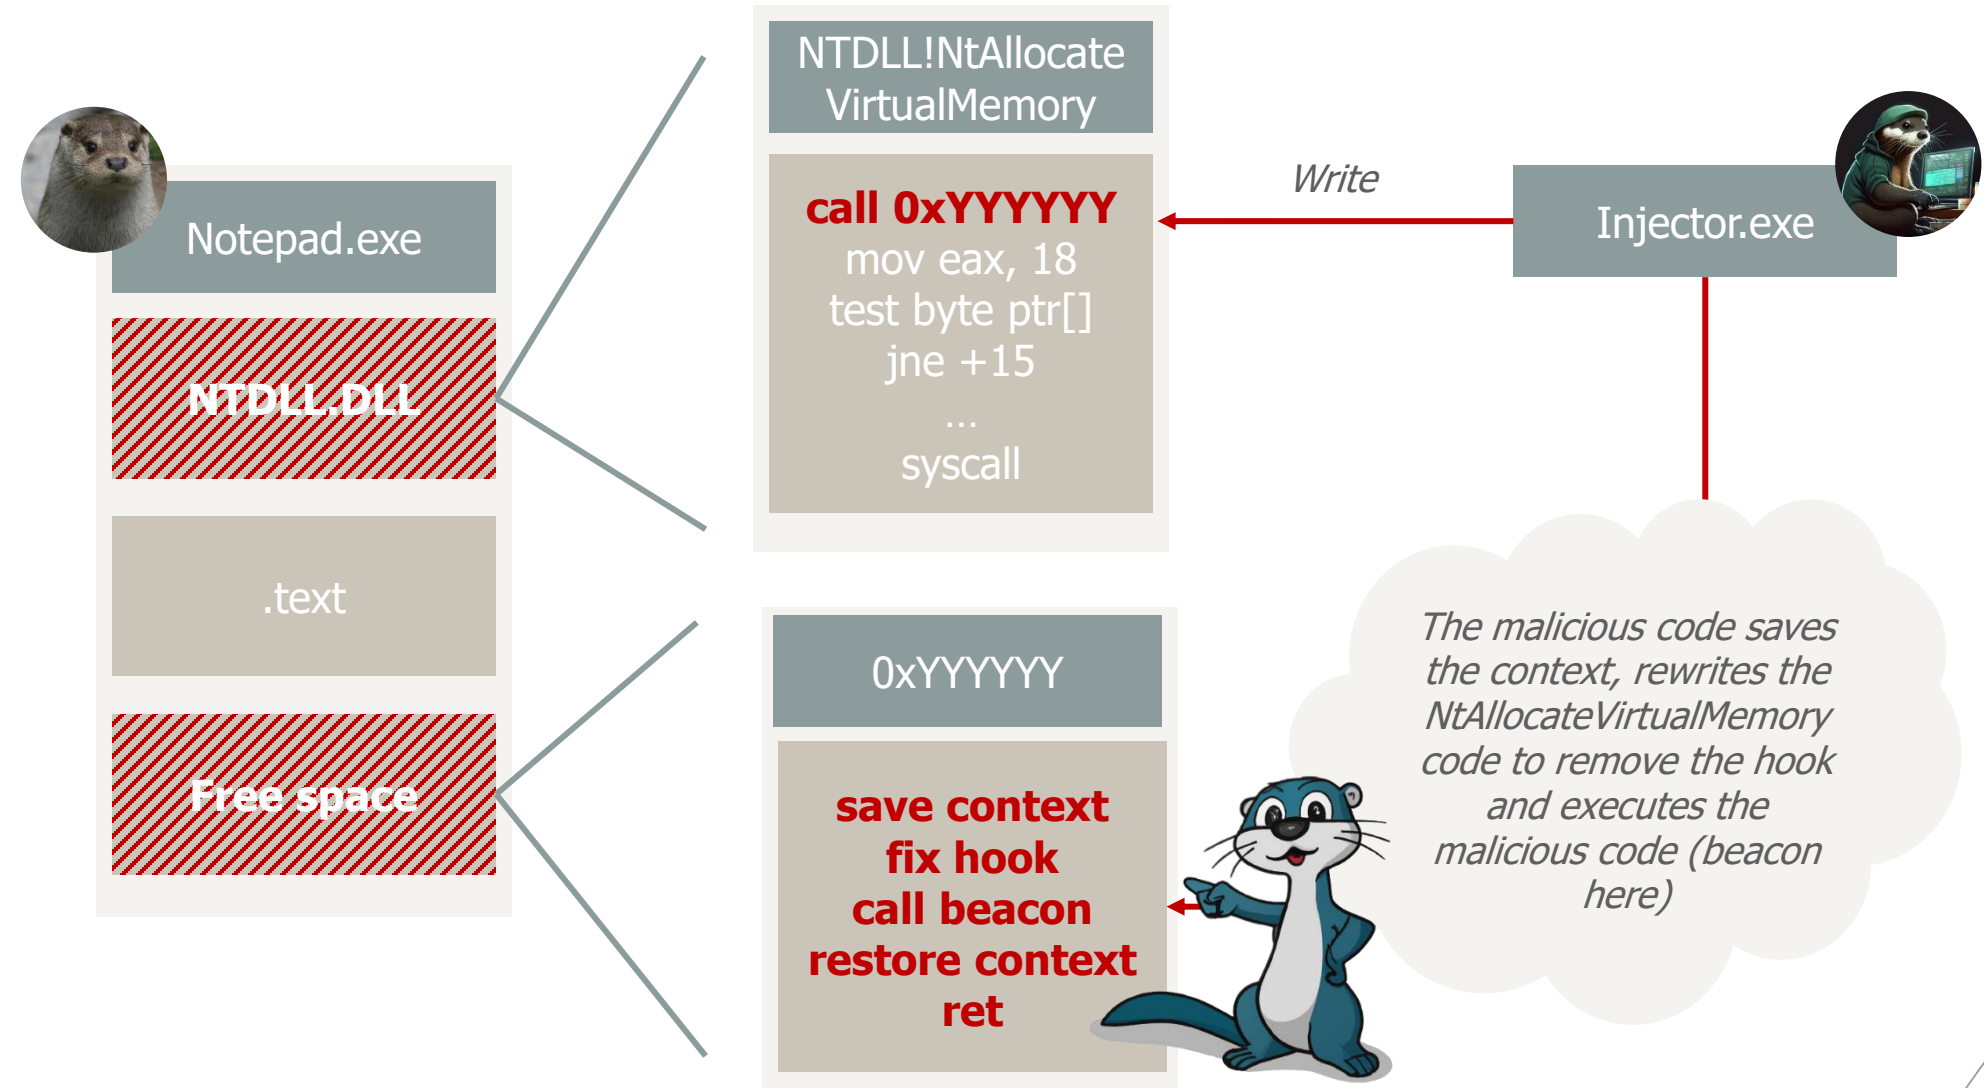 Notepad.exe
NTDLL.DLL
.text
Free space
NTDLL!NtAllocate
VirtualMemory
call 0xYYYYYY
mov eax, 18
test byte ptr[]
jne +15
…
syscall
0xYYYYYY
save context
fix hook
call beacon
restore context
ret
Write
Injector.exe
The malicious code saves
the context, rewrites the
NtAllocateVirtualMemory
code to remove the hook
and executes the
malicious code (beacon
here)